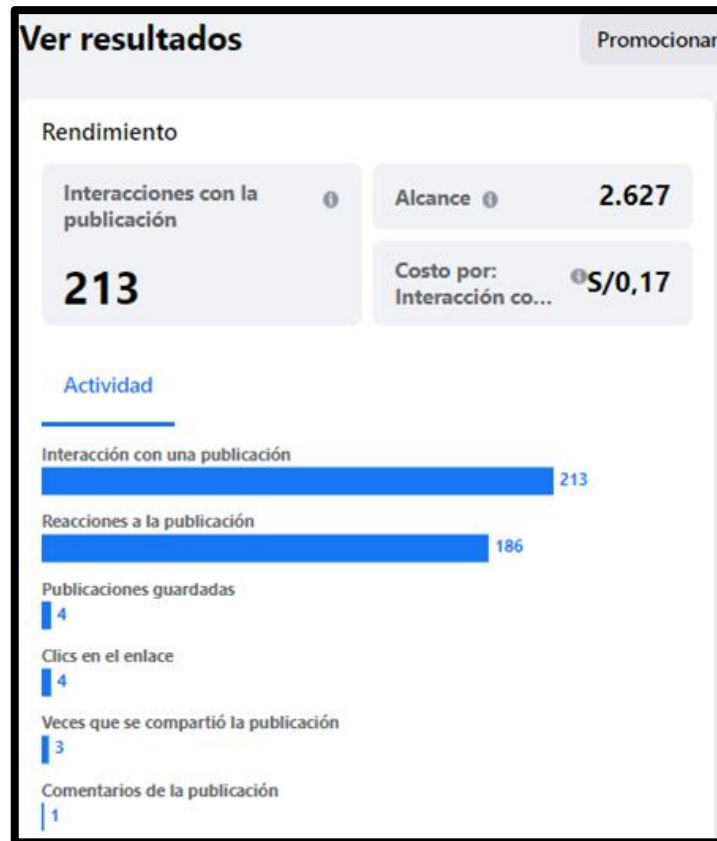 Ver resultados
Promocionar
Rendimiento
Interacciones con la
publicación
213
Alcance
2.627
Costo por:
Interacción co...
S/0,17
Actividad
Interacción con una publicación
213
Reacciones a la publicación
186
Publicaciones guardadas
4
Clics en el enlace
4
Veces que se compartió la publicación
3
Comentarios de la publicación
1